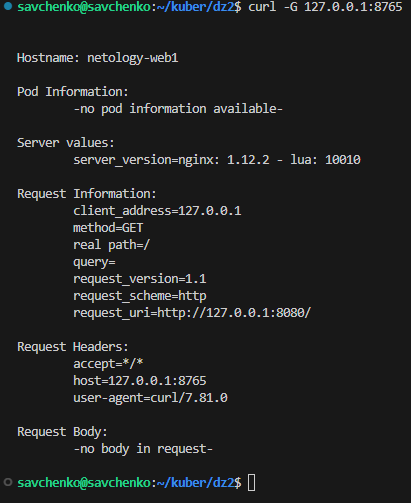 savchenko@savchenko:~/kuber/dz2$ curl -G 127.0.0.1:8765
Hostname: netology-web1
Pod Information:
-no pod information available-
Server values:
server_version=nginx: 1.12.2 - lua: 10010
Request Information:
client_address=127.0.0.1
method=GET
real path=/
query=
request_version=1.1
request_scheme=http
request_uri=http://127.0.0.1:8080/
Request Headers:
accept=*/*
host=127.0.0.1:8765
user-agent=curl/7.81.0
Request Body:
-no body in request-
savchenko@savchenko:~/kuber/dz2$